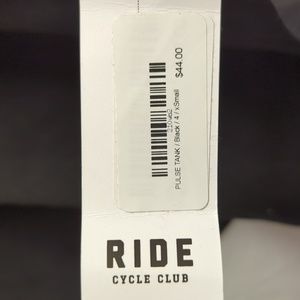 $44.00
PULSE TANK / Black / 4 / xSmall
RIDE
CYCLE CLUB